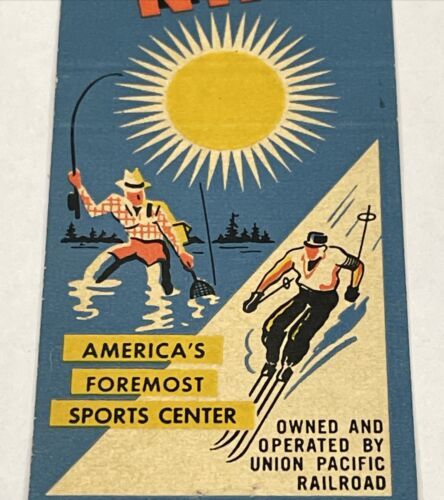 AMERICA'S
FOREMOST
SPORTS CENTER
OWNED AND
OPERATED BY
UNION PACIFIC
RAILROAD